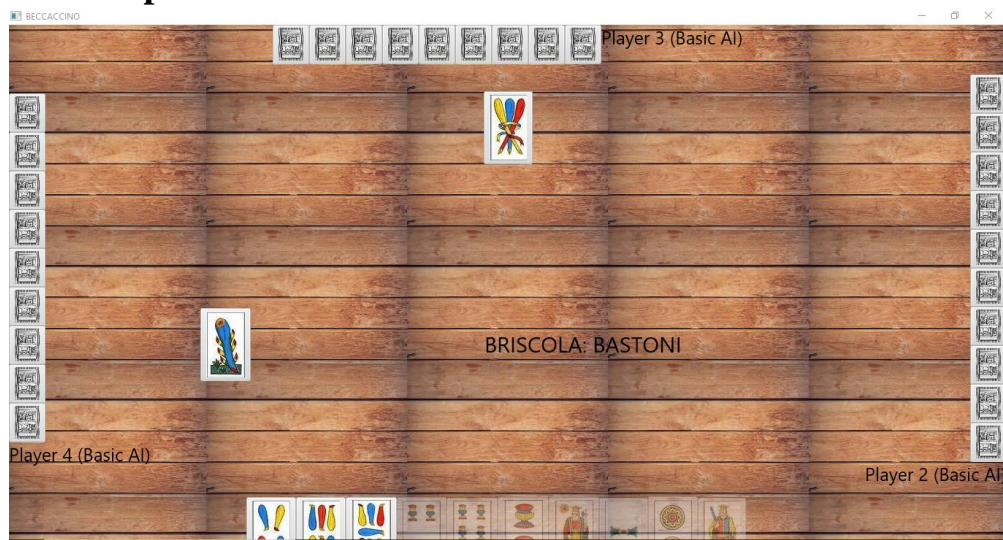 BECCACCINO
Player 3 (Basic AI)
BRISCOLA: BASTONI
Player 4 (Basic AI)
Player 2 (Basic AI